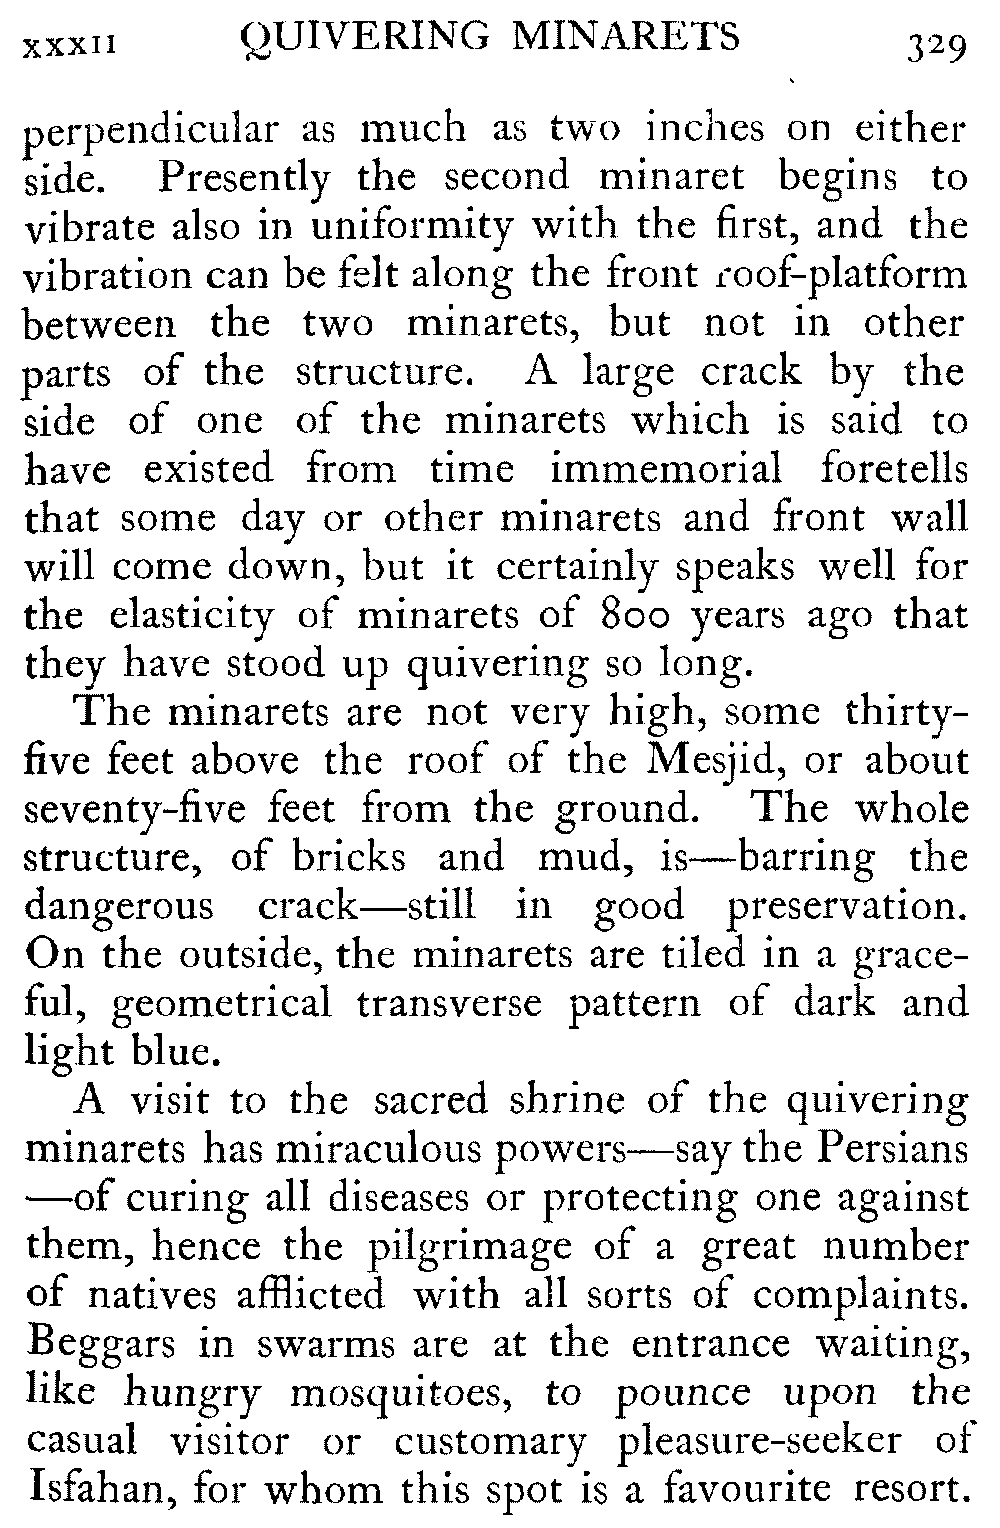 xxxii QUIVERING MINARETS 329
perpendicular as much as two inches on either
side. Presently the second minaret begins to
vibrate also in uniformity with the first, and the
vibration can be felt along the front roof-platform
between the two minarets, but not in other
parts of the structure. A large crack by the
side of one of the minarets which is said to
have existed from time immemorial foretells
that some day or other minarets and front wall
will come down, but it certainly speaks well for
the elasticity of minarets of 800 years ago that
they have stood up quivering so long.
The minarets are not very high, some thirty-
five feet above the roof of the Mesjid, or about
seventy-five feet from the ground. The whole
structure, of bricks and mud, is—barring the
dangerous crack—still in good preservation.
On the outside, the minarets are tiled in a grace-
ful, geometrical transverse pattern of dark and
light blue.
A visit to the sacred shrine of the quivering
minarets has miraculous powers—say the Persians
—of curing all diseases or protecting one against
them, hence the pilgrimage of a great number
of natives afflicted with all sorts of complaints.
Beggars in swarms are at the entrance waiting,
like hungry mosquitoes, to pounce upon the
casual visitor or customary pleasure-seeker of
Isfahan, for whom this spot is a favourite resort.